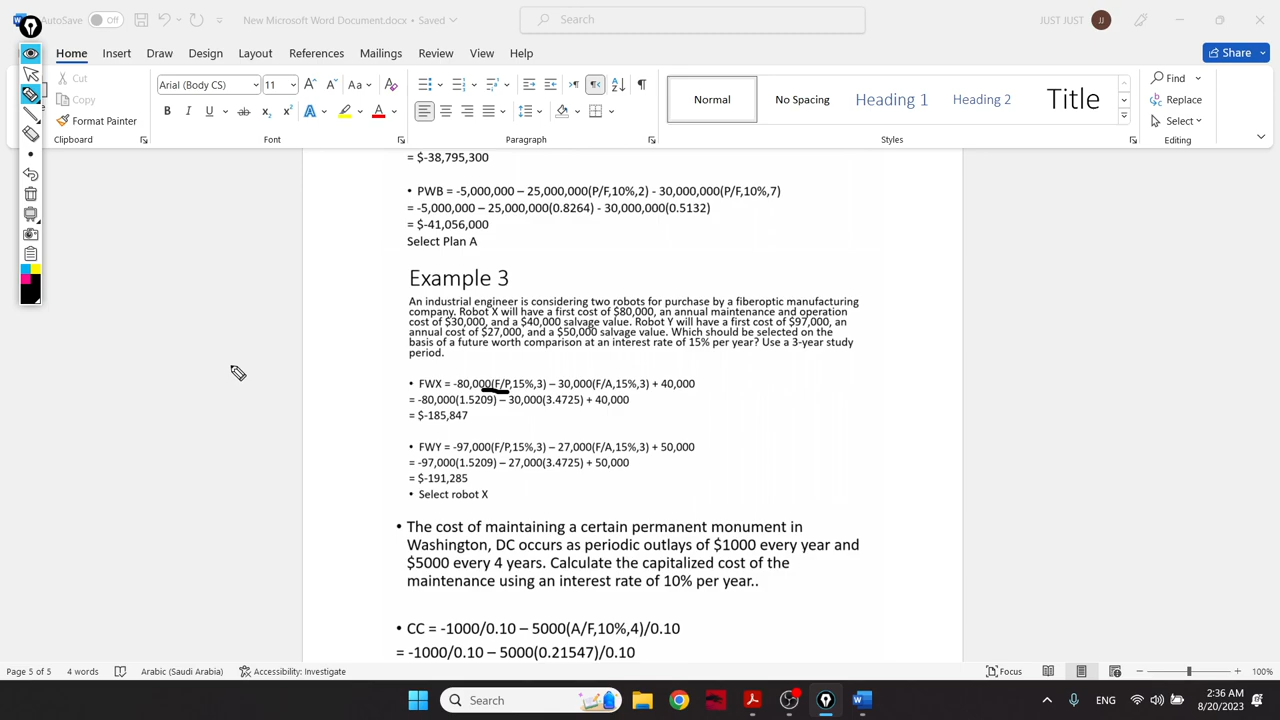 AutoSave
Off
New Microsoft Word Document.docx • Saved
Search
JUST JUST
JJ
Home Insert Draw Design Layout References Mailings Review View Help
Share
Cut
Copy
Format Painter
Arial (Body CS) 11
Normal
No Spacing
Heading 1
Heading 2
Title
Find
Replace
Select
Clipboard
Font
Paragraph
Styles
Editing
= $-38,795,300
• PWB = -5,000,000 – 25,000,000(P/F,10%,2) - 30,000,000(P/F,10%,7)
= -5,000,000 – 25,000,000(0.8264) - 30,000,000(0.5132)
= $-41,056,000
Select Plan A
Example 3
An industrial engineer is considering two robots for purchase by a fiberoptic manufacturing
company. Robot X will have a first cost of $80,000, an annual maintenance and operation
cost of $30,000, and a $40,000 salvage value. Robot Y will have a first cost of $97,000, an
annual cost of $27,000, and a $50,000 salvage value. Which should be selected on the
basis of a future worth comparison at an interest rate of 15% per year? Use a 3-year study
period.
• FWX = -80,000(F/P,15%,3) – 30,000(F/A,15%,3) + 40,000
= -80,000(1.5209) – 30,000(3.4725) + 40,000
= $-185,847
• FWY = -97,000(F/P,15%,3) – 27,000(F/A,15%,3) + 50,000
= -97,000(1.5209) – 27,000(3.4725) + 50,000
= $-191,285
• Select robot X
• The cost of maintaining a certain permanent monument in
Washington, DC occurs as periodic outlays of $1000 every year and
$5000 every 4 years. Calculate the capitalized cost of the
maintenance using an interest rate of 10% per year..
• CC = -1000/0.10 – 5000(A/F,10%,4)/0.10
= -1000/0.10 – 5000(0.21547)/0.10
Page 5 of 5 4 words Arabic (Saudi Arabia) Accessibility: Investigate Focus 100%
Search
ENG
2:36 AM
8/20/2023